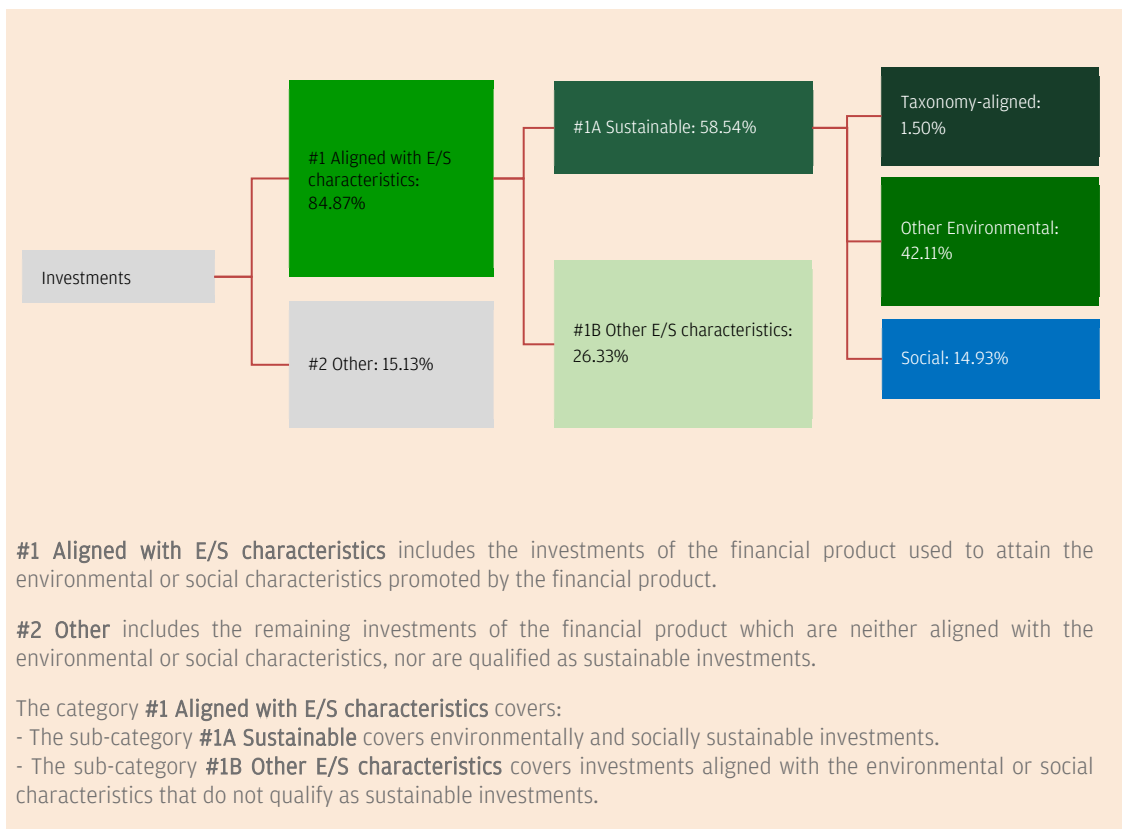 Investments
#1 Aligned with E/S
characteristics:
84.87%
#2 Other: 15.13%
#1A Sustainable: 58.54%
#1B Other E/S characteristics:
26.33%
Taxonomy-aligned:
1.50%
Other Environmental:
42.11%
Social: 14.93%
#1 Aligned with E/S characteristics includes the investments of the financial product used to attain the
environmental or social characteristics promoted by the financial product.
#2 Other includes the remaining investments of the financial product which are neither aligned with the
environmental or social characteristics, nor are qualified as sustainable investments.
The category #1 Aligned with E/S characteristics covers:
- The sub-category #1A Sustainable covers environmentally and socially sustainable investments.
- The sub-category #1B Other E/S characteristics covers investments aligned with the environmental or social
characteristics that do not qualify as sustainable investments.